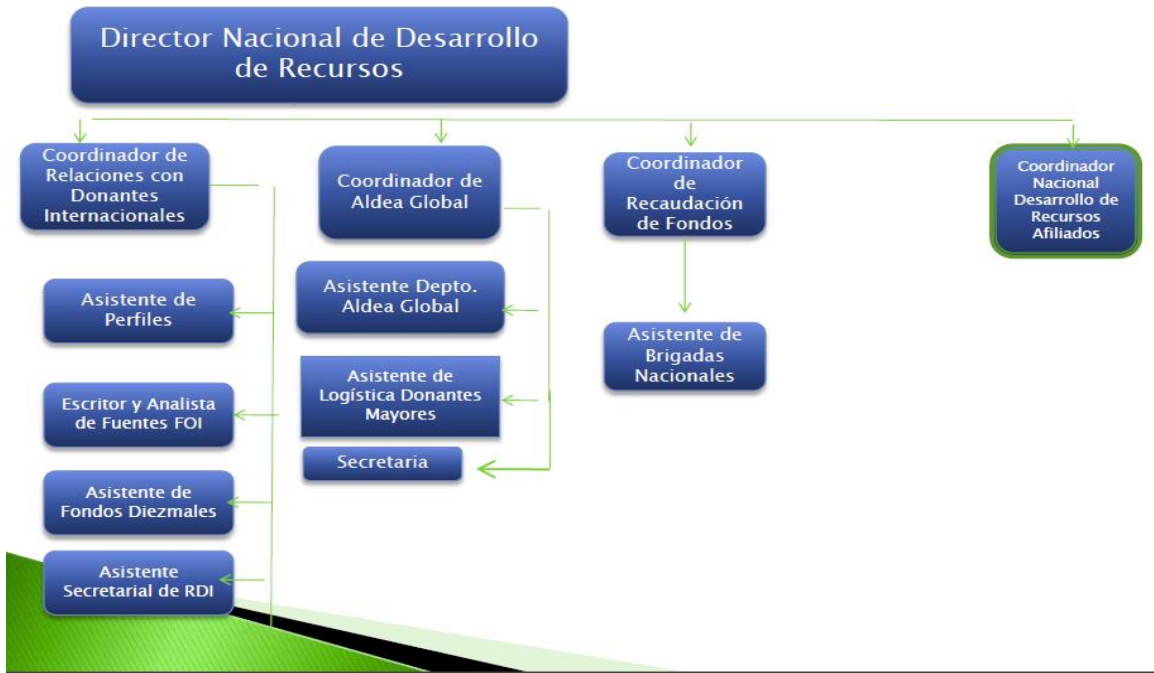 Director Nacional de Desarrollo
de Recursos
Coordinador de
Relaciones con
Donantes
Internacionales
Coordinador de
Aldea Global
Coordinador
de
Recaudación
de Fondos
Coordinador
Nacional
Desarrollo de
Recursos
Afiliados
Asistente de
Perfiles
Escritor y Analista
de Fuentes FOI
Asistente de
Fondos Diezmales
Asistente
Secretarial de RDI
Asistente Depto.
Aldea Global
Asistente de
Logística Donantes
Mayores
Secretaria
Asistente de
Brigadas
Nacionales